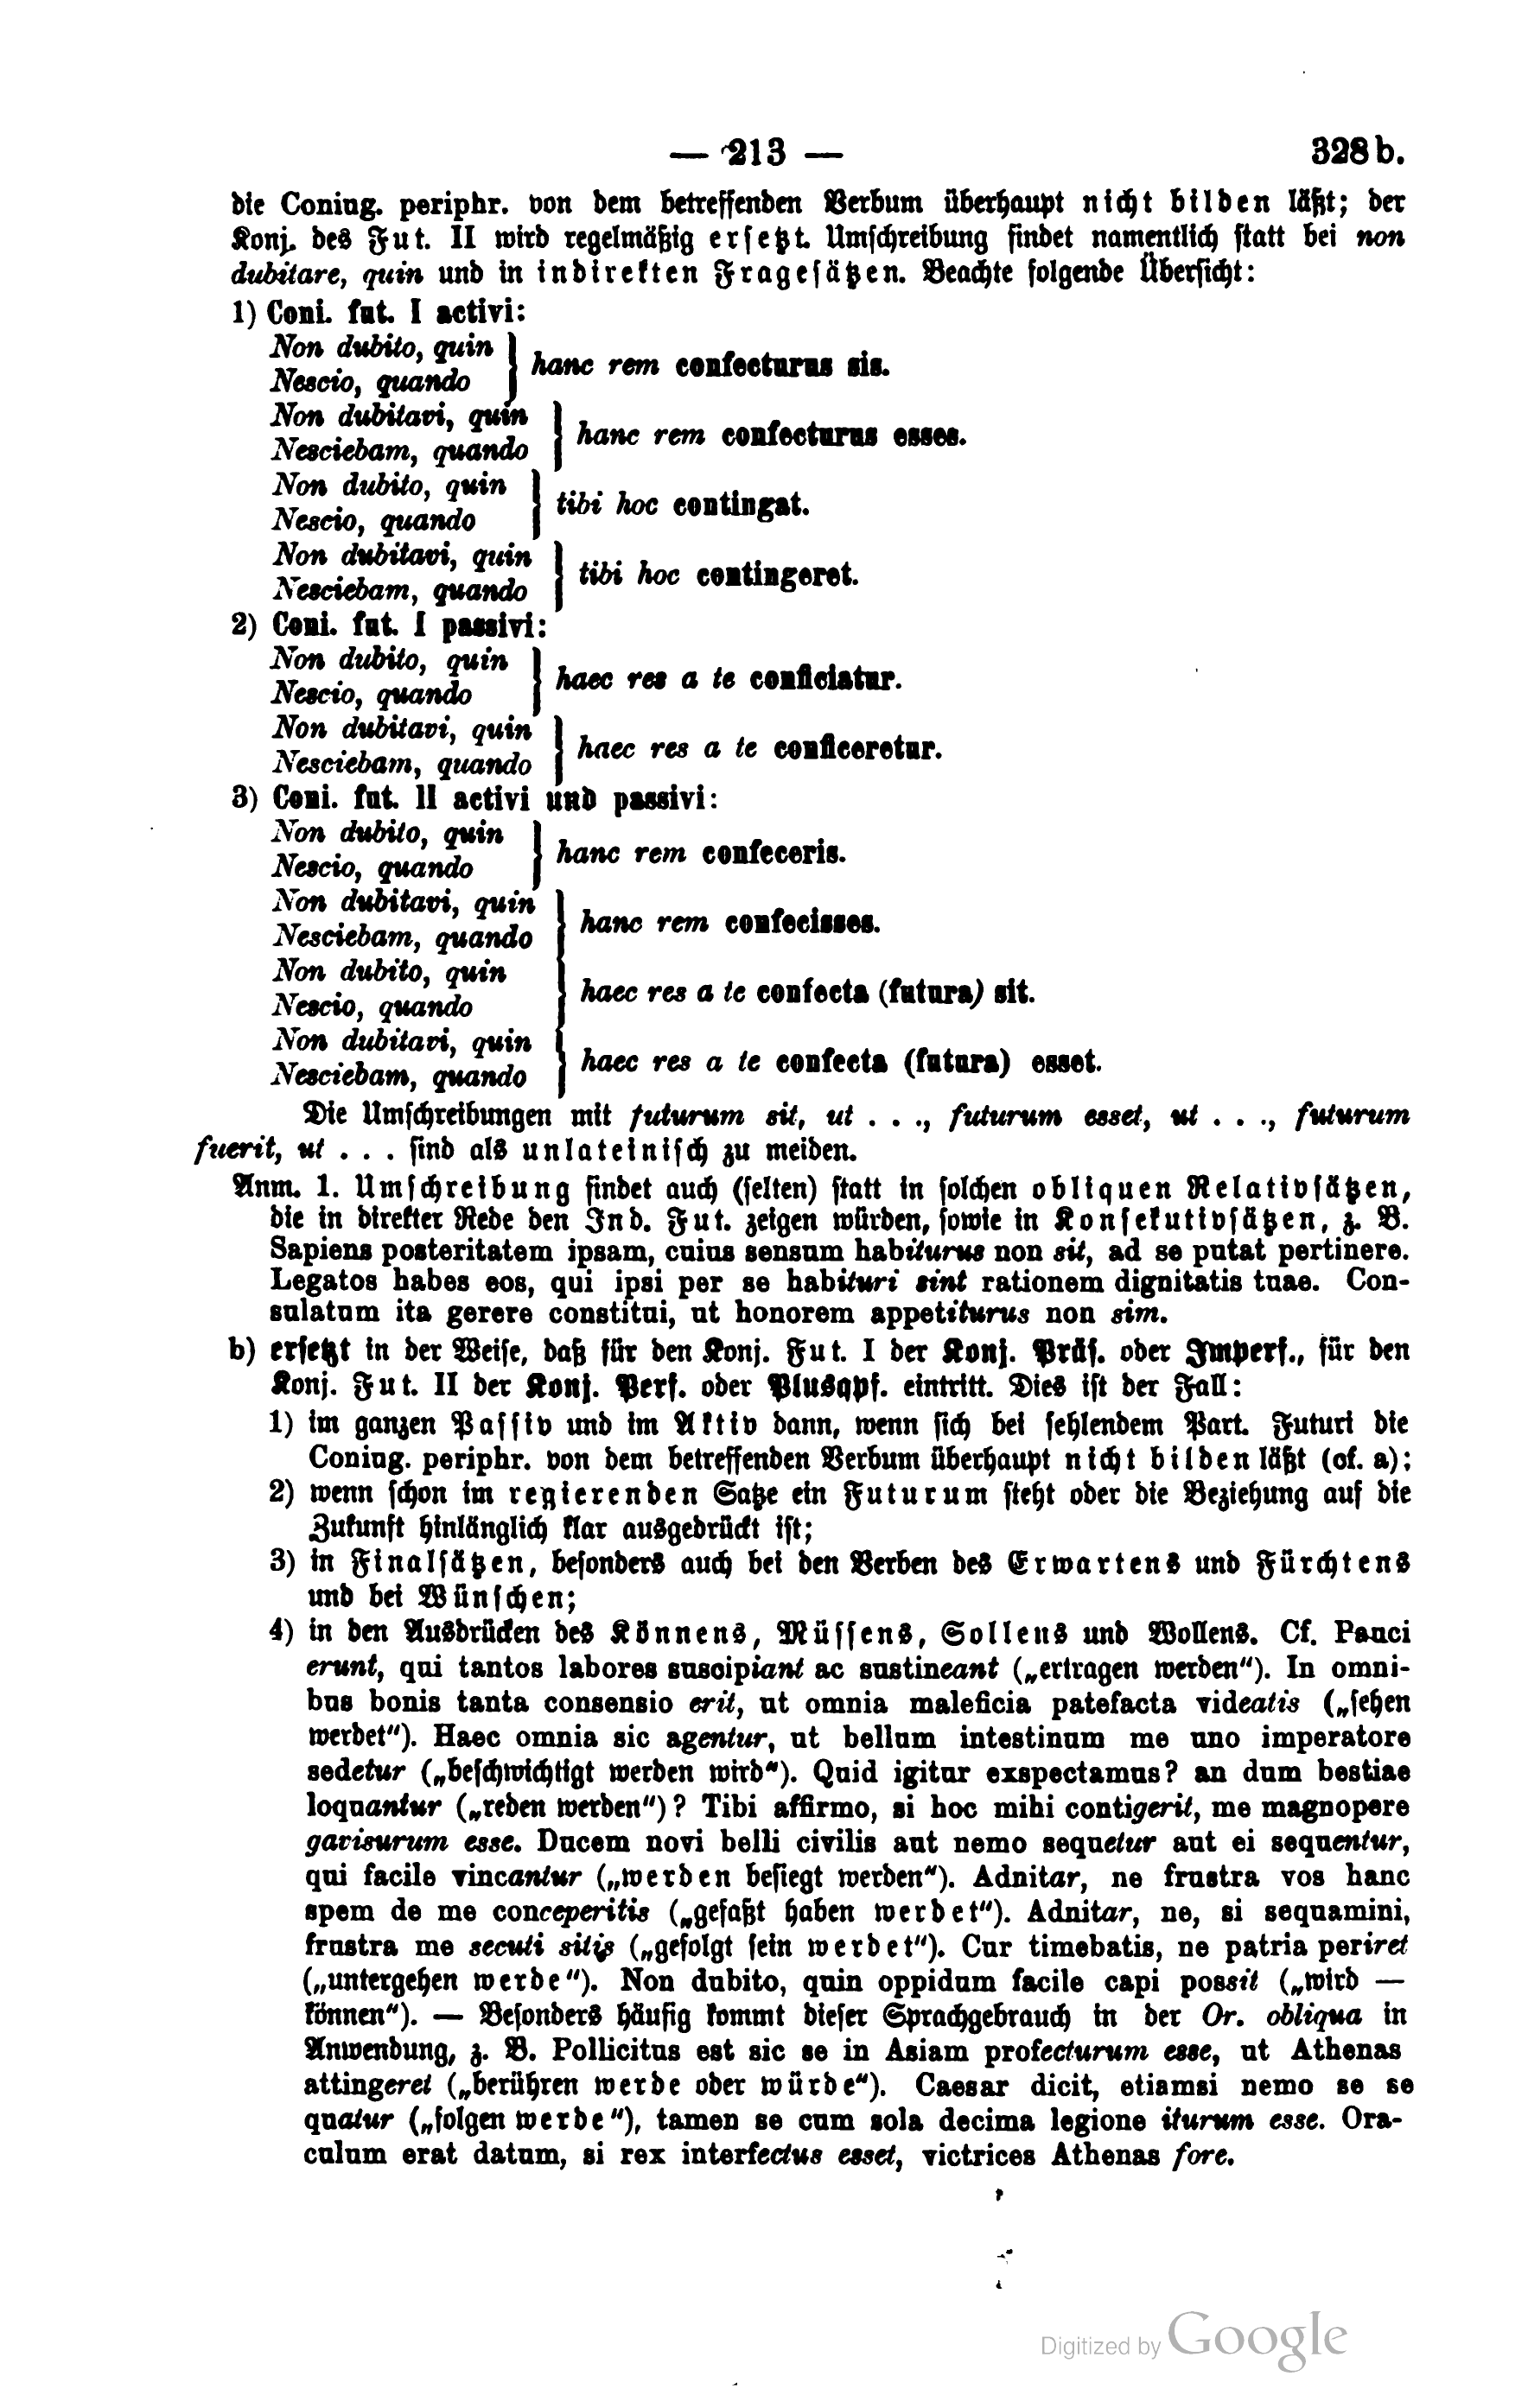 — 213 — 328 b.
die Coniug. periphr. von dem betreffenden Verbum überhaupt nicht bilden läßt; der
Konj. des Fut. II wird regelmäßig ersetzt. Umschreibung findet namentlich statt bei non
dubitare, quin und in indirekten Fragesätzen. Beachte folgende Übersicht:
1) Coni. fut. I activi:
Non dubito, quin
Nescio, quando } hanc rem confecturus sis.
Non dubitavi, quin
Nesciebam, quando } hanc rem confecturus esses.
Non dubito, quin
Nescio, quando } tibi hoc contingat.
Non dubitavi, quin
Nesciebam, quando } tibi hoc contingeret.
2) Coni. fut. I passivi:
Non dubito, quin
Nescio, quando } haec res a te conficiatur.
Non dubitavi, quin
Nesciebam, quando } haec res a te conficeretur.
3) Coni. fut. II activi und passivi:
Non dubito, quin
Nescio, quando } hanc rem confeceris.
Non dubitavi, quin
Nesciebam, quando } hanc rem confecisses.
Non dubito, quin
Nescio, quando } haec res a te confecta (futura) sit.
Non dubitavi, quin
Nesciebam, quando } haec res a te confecta (futura) esset.
Die Umschreibungen mit futurum sit, ut . . ., futurum esset, ut . . ., futurum
fuerit, ut . . . sind als unlateinisch zu meiden.
Anm. 1. Umschreibung findet auch (selten) statt in solchen obliquen Relativsätzen,
die in direkter Rede den Ind. Fut. zeigen würden, sowie in Konsekutivsätzen, z. B.
Sapiens posteritatem ipsam, cuius sensum habiturus non sit, ad se putat pertinere.
Legatos habes eos, qui ipsi per se habituri sint rationem dignitatis tuae. Con-
sulatum ita gerere constitui, ut honorem appetiturus non sim.
b) ersetzt in der Weise, daß für den Konj. Fut. I der Konj. Präs. oder Imperf., für den
Konj. Fut. II der Konj. Perf. oder Plusqpf. eintritt. Dies ist der Fall:
1) im ganzen Passiv und im Aktiv dann, wenn sich bei fehlendem Part. Futuri die
Coniug. periphr. von dem betreffenden Verbum überhaupt nicht bilden läßt (cf. a);
2) wenn schon im regierenden Satze ein Futurum steht oder die Beziehung auf die
Zukunft hinlänglich klar ausgedrückt ist;
3) in Finalsätzen, besonders auch bei den Verben des Erwartens und Fürchtens
und bei Wünschen;
4) in den Ausdrücken des Könnens, Müssens, Sollens und Wollens. Cf. Pauci
erunt, qui tantos labores suscipiant ac sustineant („ertragen werden“). In omni-
bus bonis tanta consensio erit, ut omnia maleficia patefacta videatis („sehen
werdet“). Haec omnia sic agentur, ut bellum intestinum me uno imperatore
sedetur („beschwichtigt werden wird“). Quid igitur exspectamus? an dum bestiae
loquantur („reden werden“)? Tibi affirmo, si hoc mihi contigerit, me magnopere
gavisurum esse. Ducem novi belli civilis aut nemo sequetur aut ei sequentur,
qui facile vincantur („werden besiegt werden“). Adnitar, ne frustra vos hanc
spem de me conceperitis („gefaßt haben werdet“). Adnitar, ne, si sequamini,
frustra me secuti sitis („gefolgt sein werdet“). Cur timebatis, ne patria periret
(„untergehen werde“). Non dubito, quin oppidum facile capi possit („wird —
können“). — Besonders häufig kommt dieser Sprachgebrauch in der Or. obliqua in
Anwendung, z. B. Pollicitus est sic se in Asiam profecturum esse, ut Athenas
attingeret („berühren werde oder würde“). Caesar dicit, etiamsi nemo se se
quatur („folgen werde“), tamen se cum sola decima legione iturum esse. Ora-
culum erat datum, si rex interfectus esset, victrices Athenas fore.
Digitized by Google